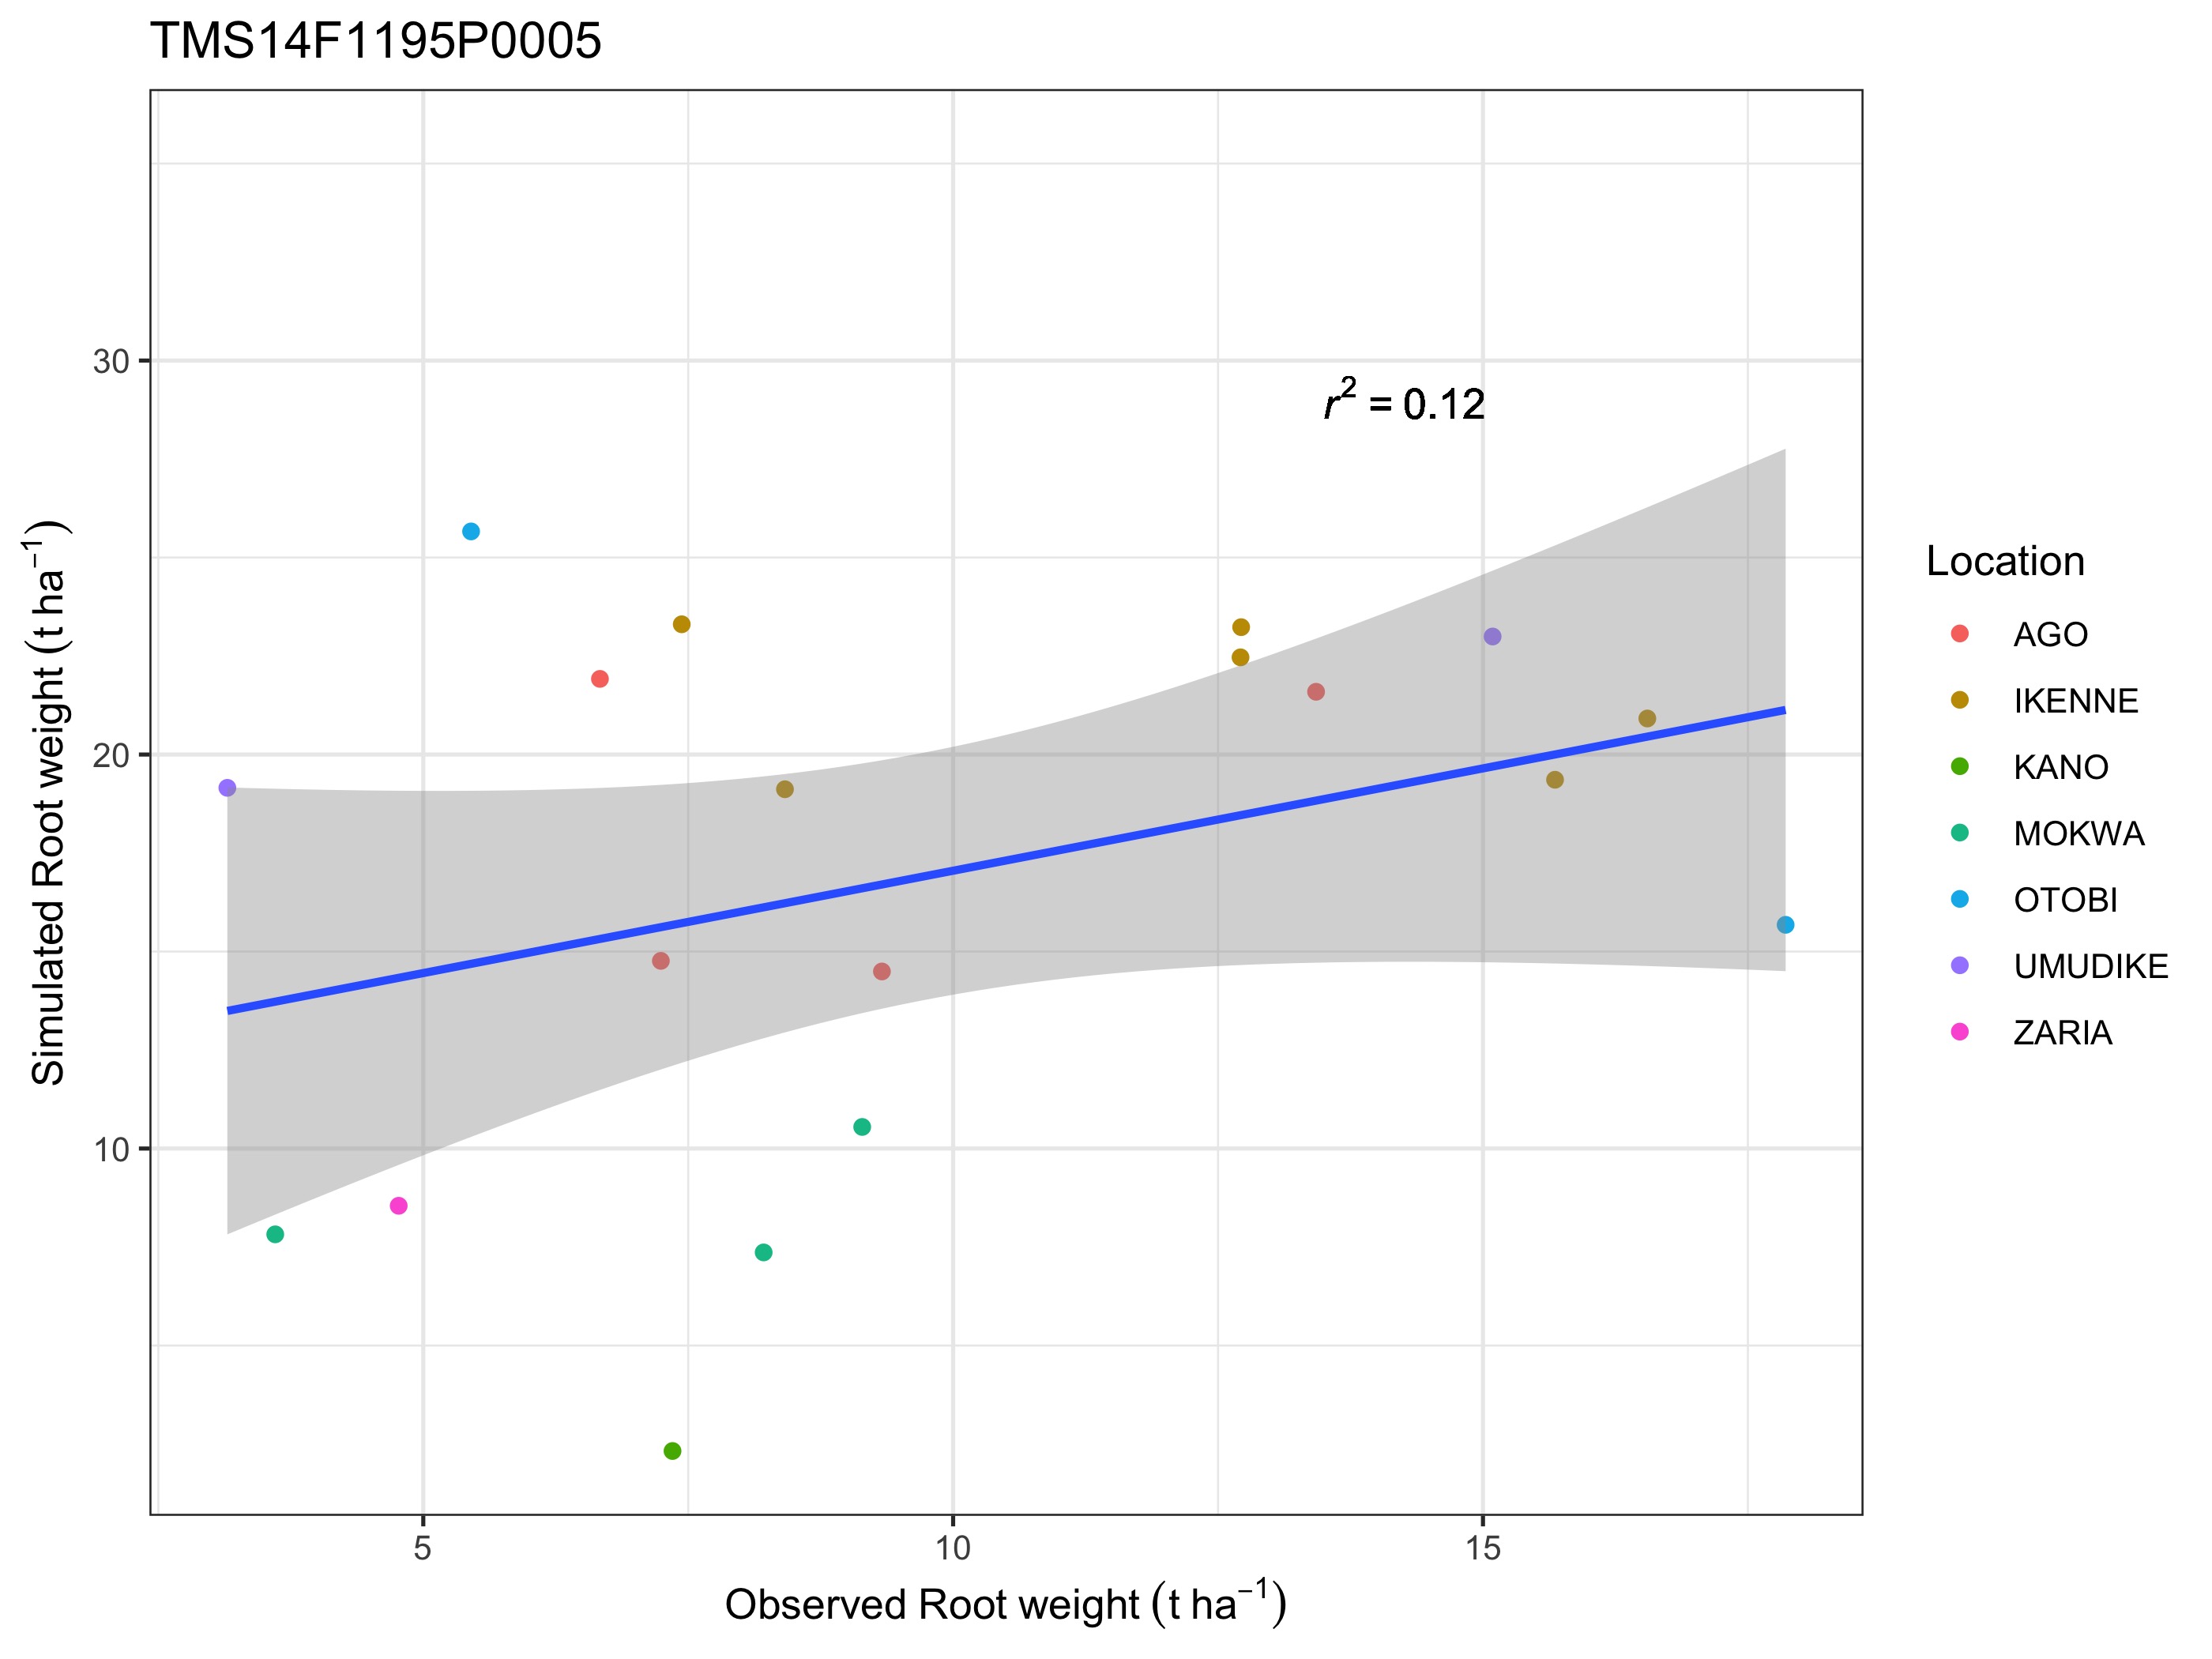 TMS14F1195P0005
Simulated Root weight (t ha⁻¹)
30
20
10
r² = 0.12
5
10
15
Observed Root weight (t ha⁻¹)
Location
AGO
IKENNE
KANO
MOKWA
OTOBI
UMUDIKE
ZARIA